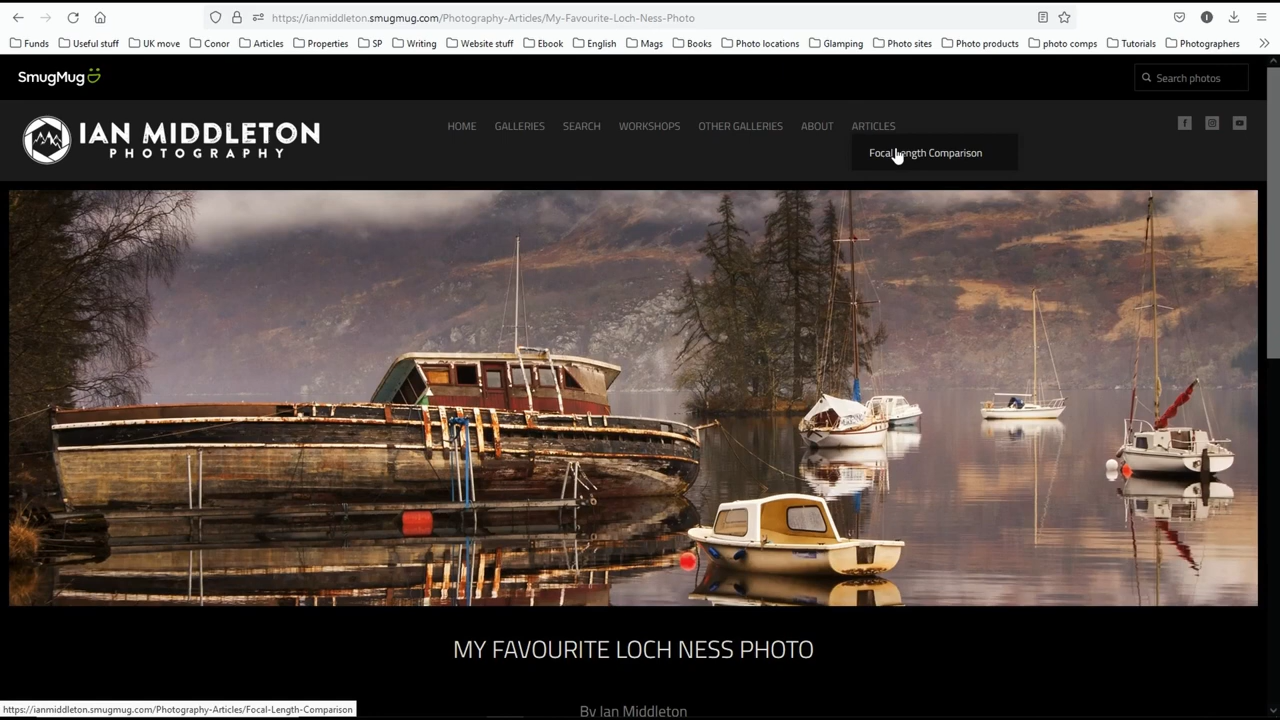 https://ianmiddleton.smugmug.com/Photography-Articles/My-Favourite-Loch-Ness-Photo
Funds Useful stuff UK move Conor Articles Properties SP Writing Website stuff Ebook English Mags Books Photo locations Glamping Photo sites Photo products photo comps Tutorials Photographers
SmugMug
Search photos
IAN MIDDLETON
PHOTOGRAPHY
HOME GALLERIES SEARCH WORKSHOPS OTHER GALLERIES ABOUT ARTICLES
Focal Length Comparison
MY FAVOURITE LOCH NESS PHOTO
By Ian Middleton
https://ianmiddleton.smugmug.com/Photography-Articles/Focal-Length-Comparison